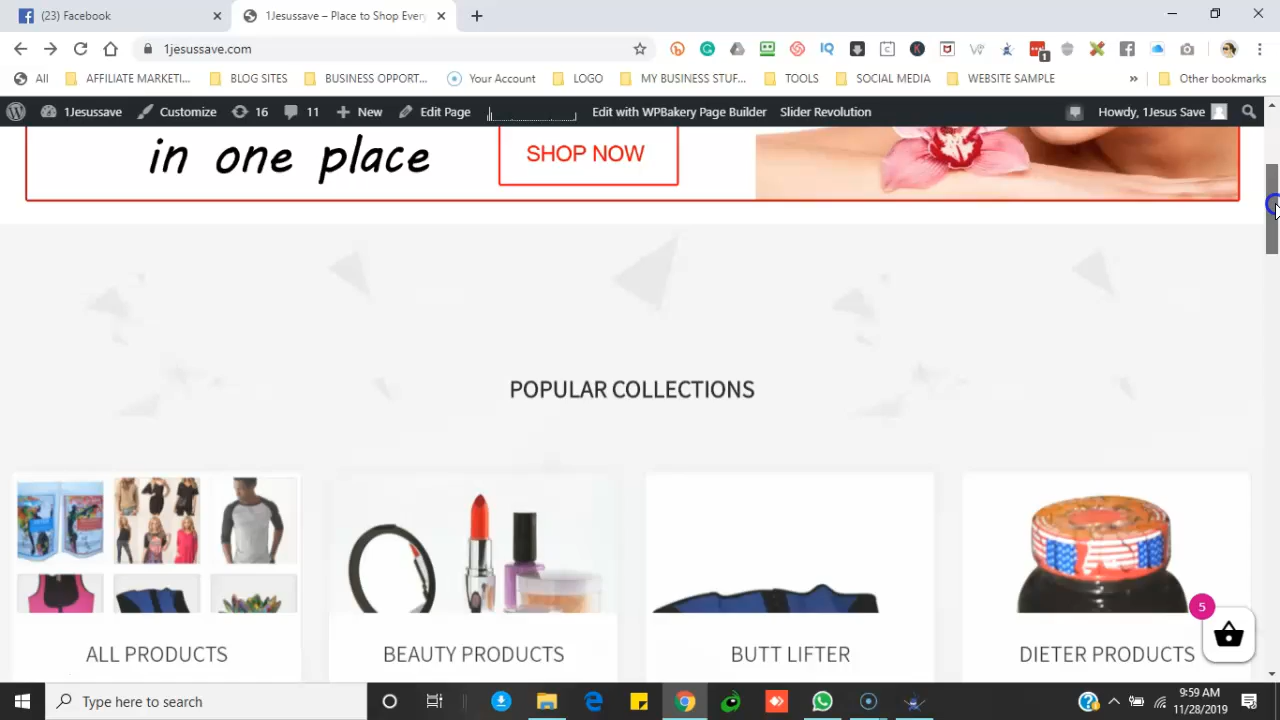 (23) Facebook
1Jesussave – Place to Shop Every
1jesussave.com
All
AFFILIATE MARKETI...
BLOG SITES
BUSINESS OPPORT...
Your Account
LOGO
MY BUSINESS STUF...
TOOLS
SOCIAL MEDIA
WEBSITE SAMPLE
»
Other bookmarks
1Jesussave
Customize
16
11
New
Edit Page
Edit with WPBakery Page Builder
Slider Revolution
Howdy, 1Jesus Save
in one place
SHOP NOW
POPULAR COLLECTIONS
ALL PRODUCTS
BEAUTY PRODUCTS
BUTT LIFTER
DIETER PRODUCTS
5
Type here to search
9:59 AM
11/28/2019